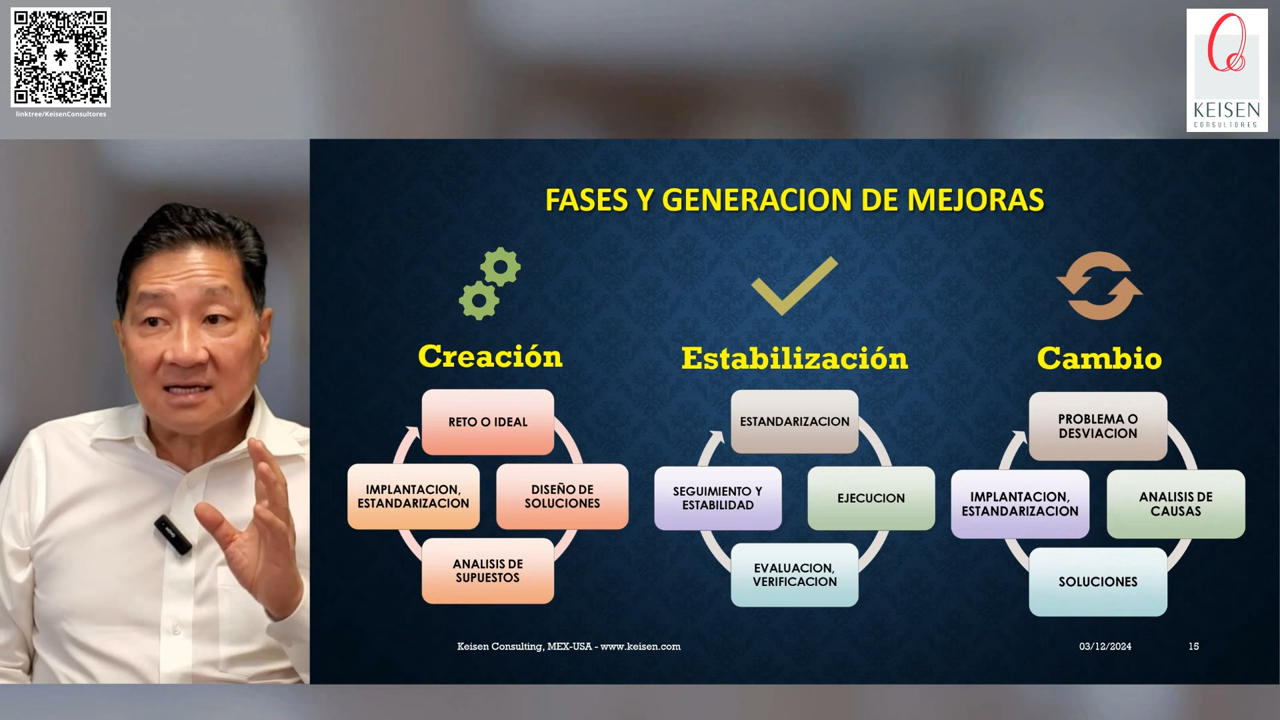 linktree/KeisenConsultores
KEISEN
CONSULTORES
FASES Y GENERACION DE MEJORAS
Creación
Estabilización
Cambio
RETO O IDEAL
DISEÑO DE
SOLUCIONES
ANALISIS DE
SUPUESTOS
IMPLANTACION,
ESTANDARIZACION
ESTANDARIZACION
EJECUCION
EVALUACION,
VERIFICACION
SEGUIMIENTO Y
ESTABILIDAD
PROBLEMA O
DESVIACION
ANALISIS DE
CAUSAS
SOLUCIONES
IMPLANTACION,
ESTANDARIZACION
Keisen Consulting, MEX-USA - www.keisen.com
03/12/2024
15